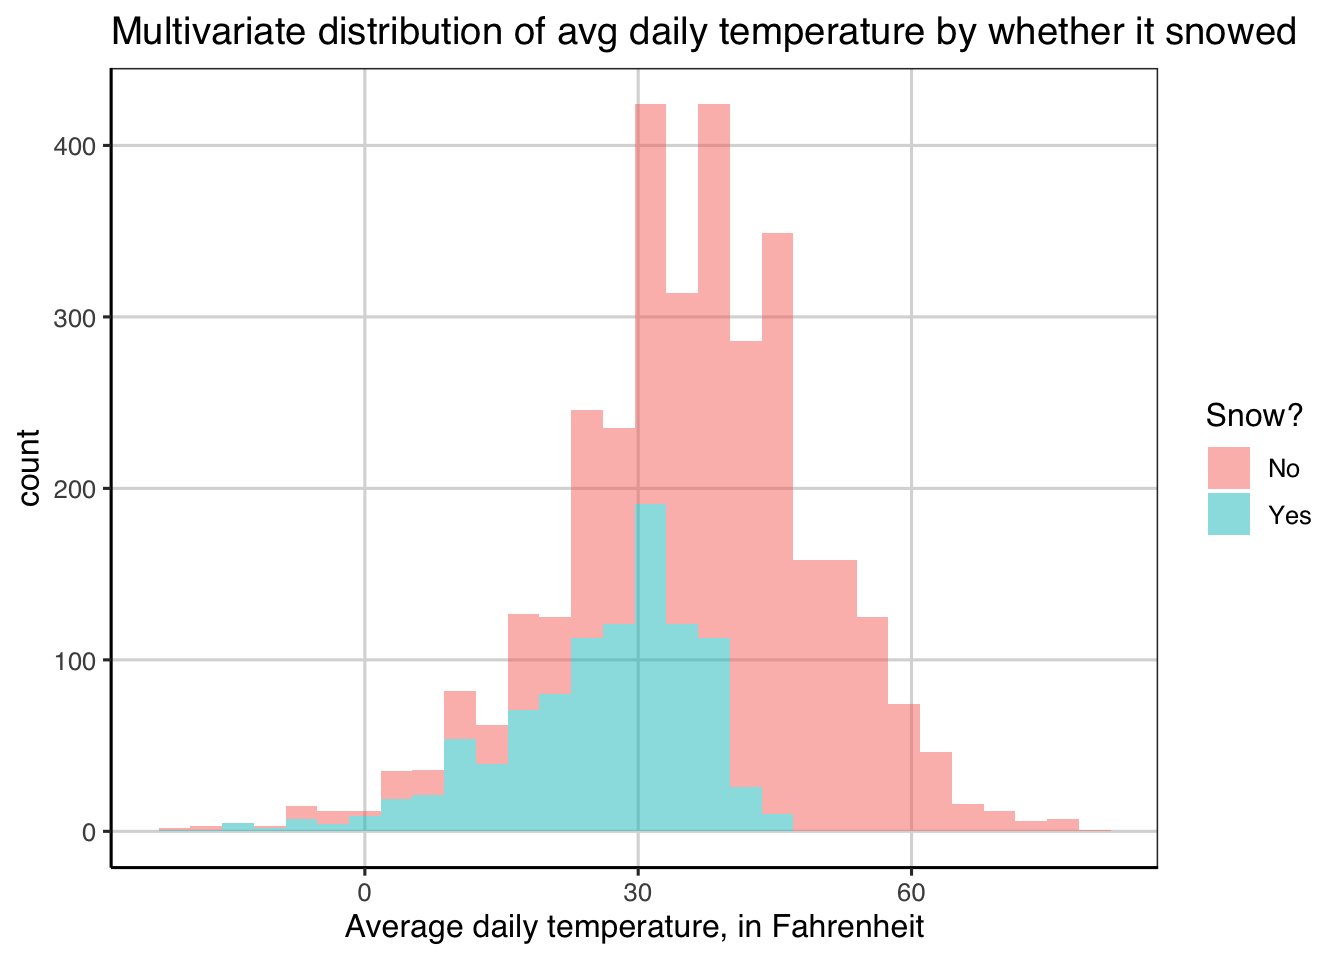 Multivariate distribution of avg daily temperature by whether it snowed
count
400
300
200
100
0
0 30 60
Average daily temperature, in Fahrenheit
Snow?
No
Yes